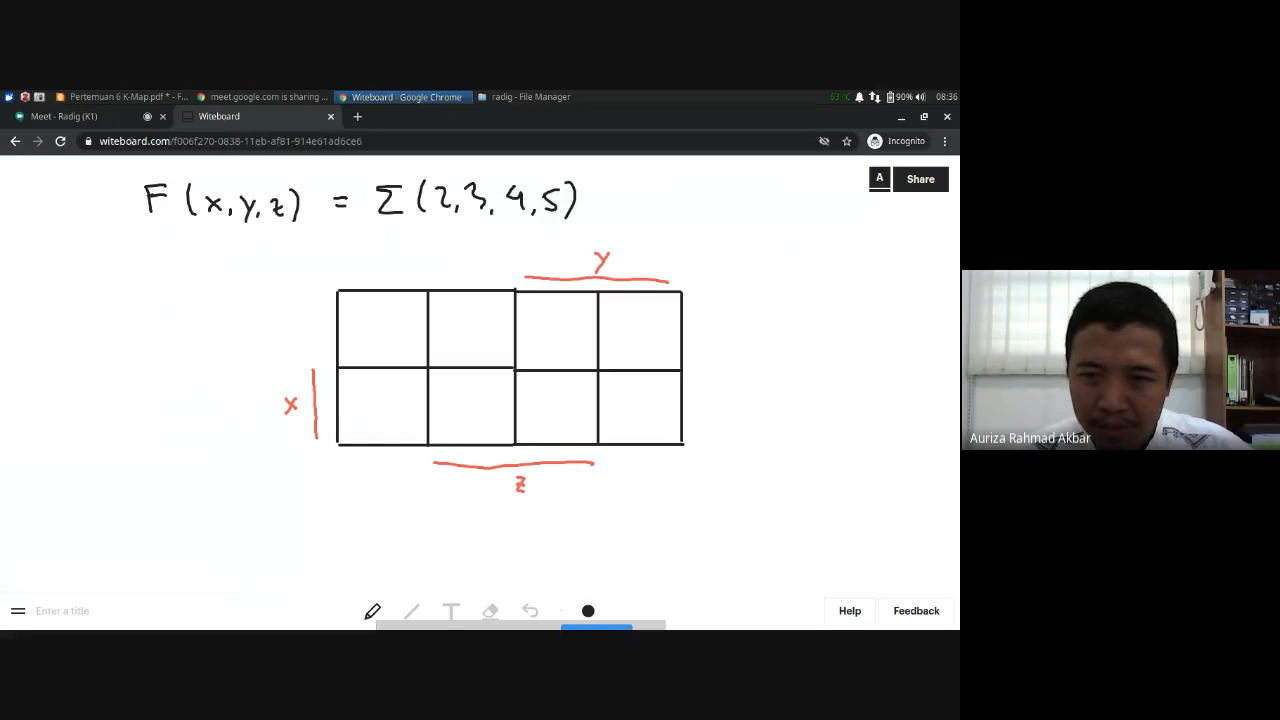 Pertemuan 6 K-Map.pdf * - F...
meet.google.com is sharing ...
Witeboard - Google Chrome
radig - File Manager
63 °C
90%
08:36
Meet - Radig (K1)
Witeboard
witeboard.com/f006f270-0838-11eb-af81-914e61ad6ce6
Incognito
A
Share
F (x, y, z) = Σ (2, 3, 4, 5)
y
x
z
Auriza Rahmad Akbar
Enter a title
T
Help
Feedback